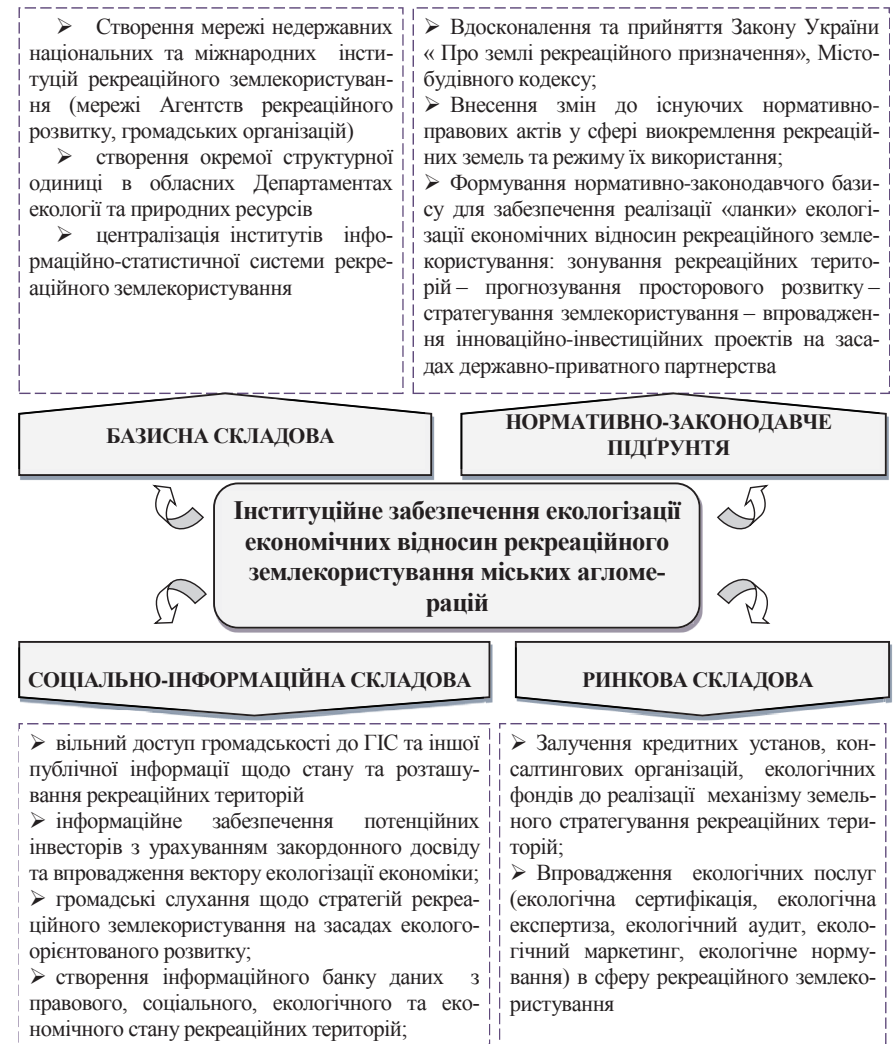 ➢ Створення мережі недержавних
національних та міжнародних інсти-
туцій рекреаційного землекористуван-
ня (мережі Агентств рекреаційного
розвитку, громадських організацій)
➢ створення окремої структурної
одиниці в обласних Департаментах
екології та природних ресурсів
➢ централізація інститутів інфо-
рмаційно-статистичної системи рекре-
аційного землекористування
➢ Вдосконалення та прийняття Закону України
« Про землі рекреаційного призначення», Місто-
будівного кодексу;
➢ Внесення змін до існуючих нормативно-
правових актів у сфері виокремлення рекреацій-
них земель та режиму їх використання;
➢ Формування нормативно-законодавчого бази-
су для забезпечення реалізації «ланки» екологі-
зації економічних відносин рекреаційного земле-
користування: зонування рекреаційних терито-
рій – прогнозування просторового розвитку –
стратегування землекористування – впроваджен-
ня інноваційно-інвестиційних проектів на заса-
дах державно-приватного партнерства
БАЗИСНА СКЛАДОВА
НОРМАТИВНО-ЗАКОНОДАВЧЕ
ПІДҐРУНТЯ
Інституційне забезпечення екологізації
економічних відносин рекреаційного
землекористування міських агломе-
рацій
СОЦІАЛЬНО-ІНФОРМАЦІЙНА СКЛАДОВА
РИНКОВА СКЛАДОВА
➢ вільний доступ громадськості до ГІС та іншої
публічної інформації щодо стану та розташу-
вання рекреаційних територій
➢ інформаційне забезпечення потенційних
інвесторів з урахуванням закордонного досвіду
та впровадження вектору екологізації економіки;
➢ громадські слухання щодо стратегій рекреа-
ційного землекористування на засадах еколого-
орієнтованого розвитку;
➢ створення інформаційного банку даних з
правового, соціального, екологічного та еко-
номічного стану рекреаційних територій;
➢ Залучення кредитних установ, кон-
салтингових організацій, екологічних
фондів до реалізації механізму земель-
ного стратегування рекреаційних тери-
торій;
➢ Впровадження екологічних послуг
(екологічна сертифікація, екологічна
експертиза, екологічний аудит, еколо-
гічний маркетинг, екологічне норму-
вання) в сферу рекреаційного землеко-
ристування